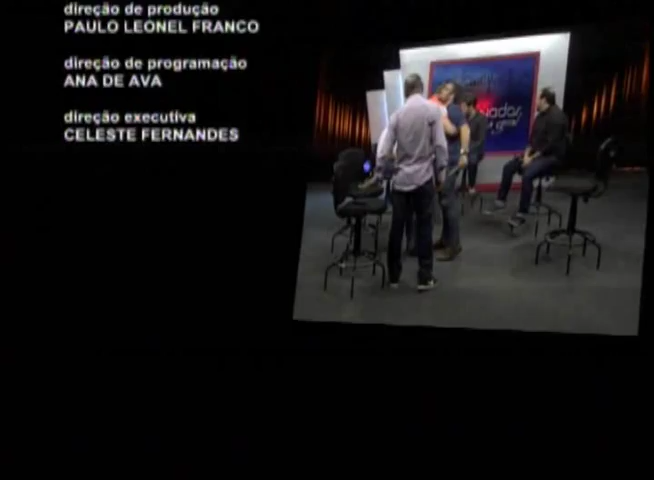 direção de produção
PAULO LEONEL FRANCO
direção de programação
ANA DE AVA
direção executiva
CELESTE FERNANDES